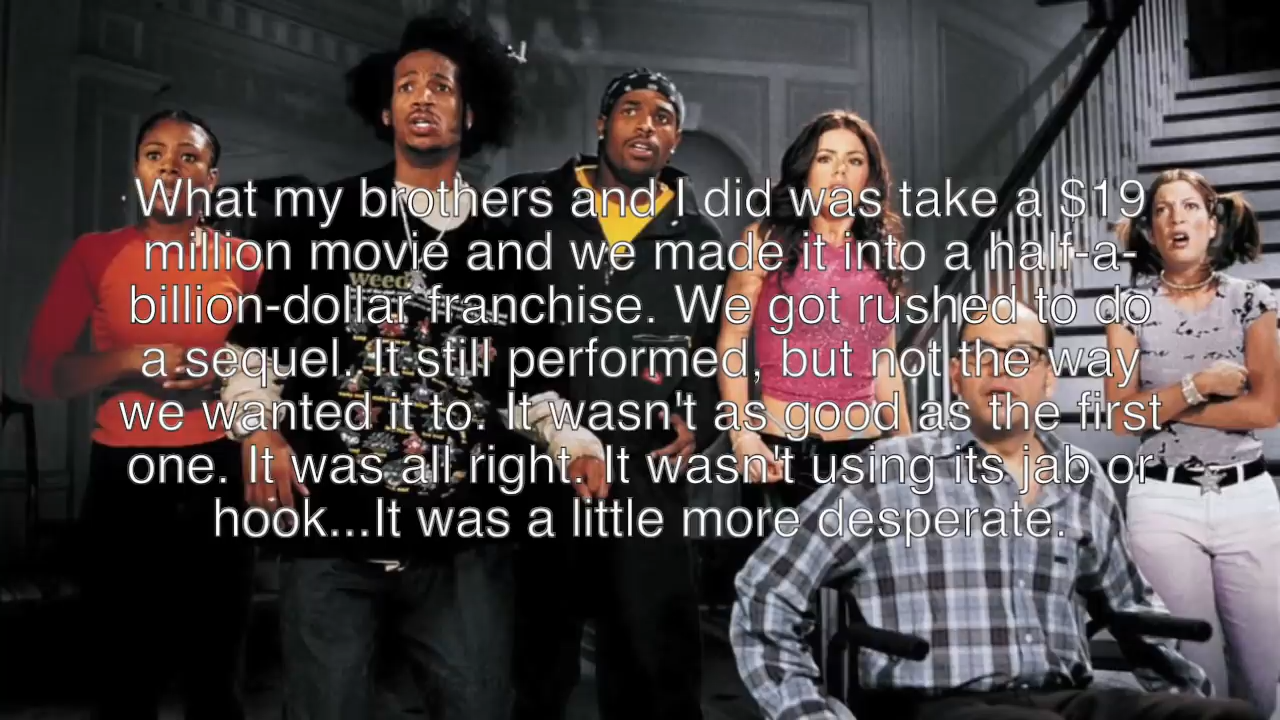 What my brothers and I did was take a $19
million movie and we made it into a half-a-
billion-dollar franchise. We got rushed to do
a sequel. It still performed, but not the way
we wanted it to. It wasn't as good as the first
one. It was all right. It wasn't using its jab or
hook...It was a little more desperate.
weed